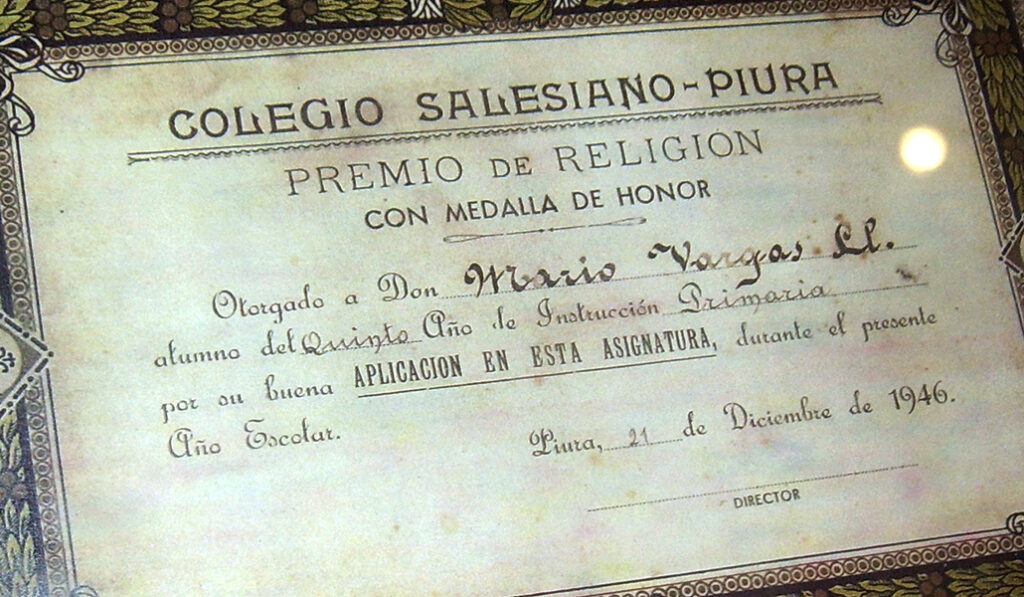 COLEGIO SALESIANO-PIURA
PREMIO DE RELIGION
CON MEDALLA DE HONOR
Otorgado a Don Mario Vargas Ll.
alumno del Quinto Año de Instrucción Primaria
por su buena APLICACION EN ESTA ASIGNATURA, durante el presente
Año Escolar.
Piura, 21 de Diciembre de 1946.
DIRECTOR